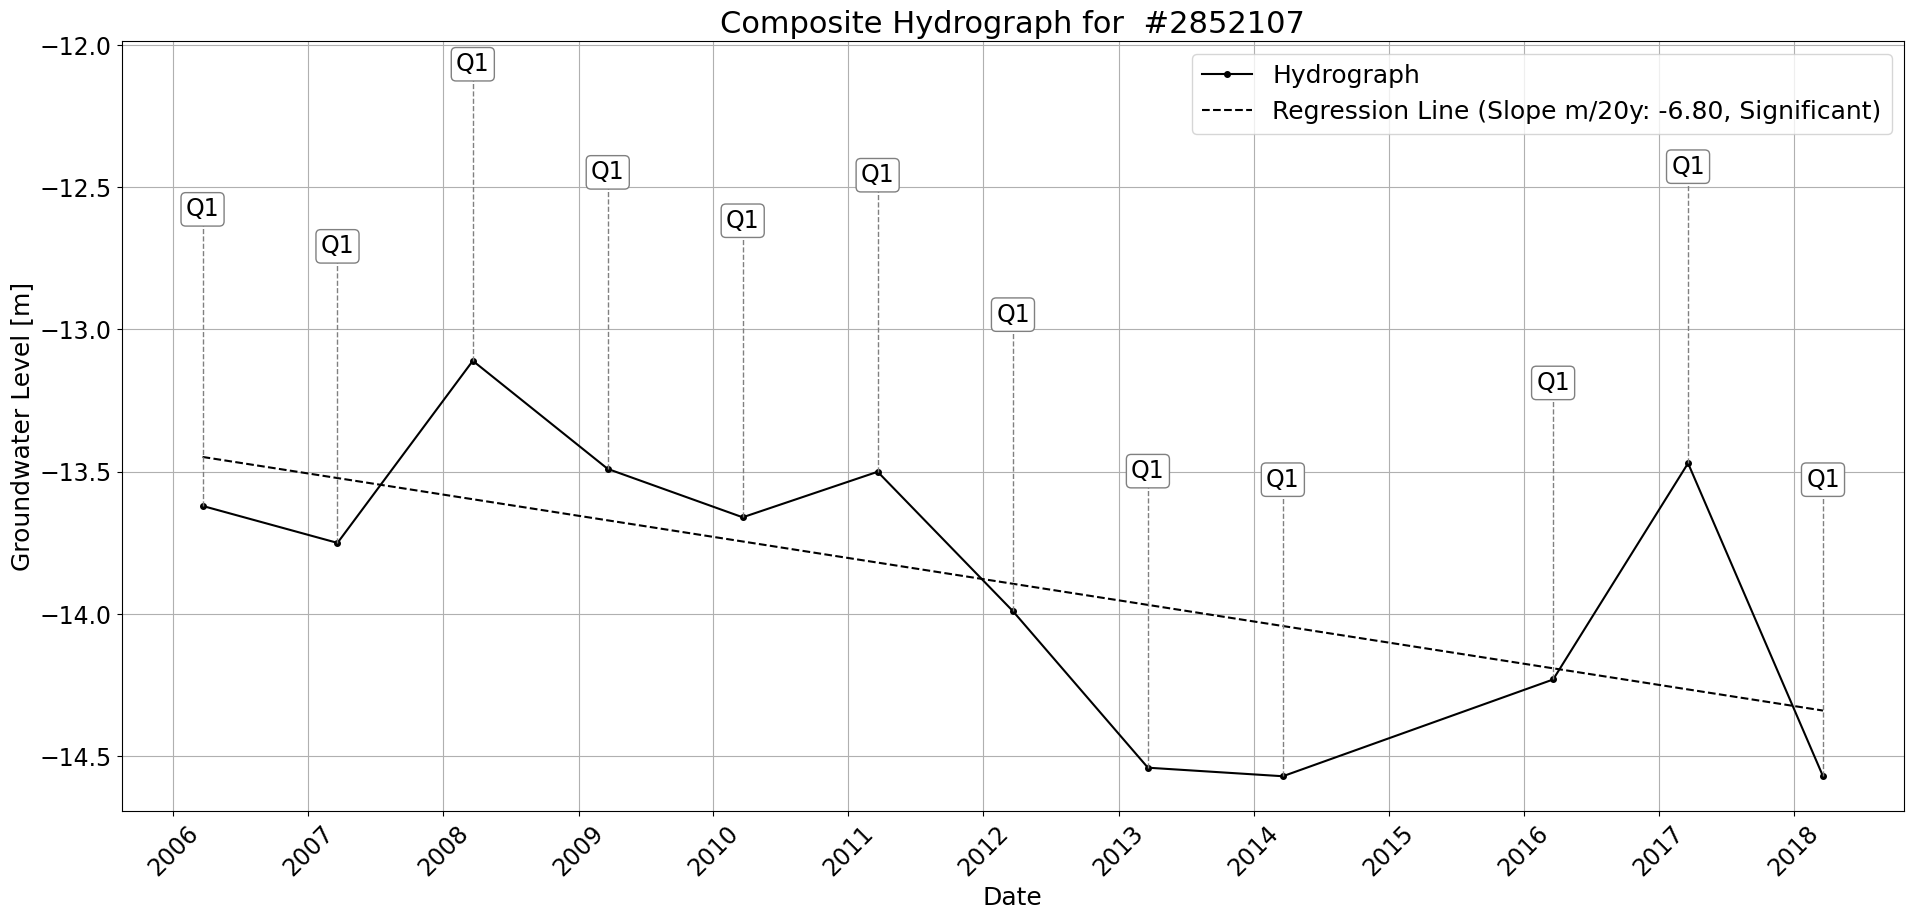 Composite Hydrograph for  #2852107
Hydrograph
Regression Line (Slope m/20y: -6.80, Significant)
Groundwater Level [m]
−12.0
−12.5
−13.0
−13.5
−14.0
−14.5
Q1
Q1
Q1
Q1
Q1
Q1
Q1
Q1
Q1
Q1
Q1
Q1
2006
2007
2008
2009
2010
2011
2012
2013
2014
2015
2016
2017
2018
Date